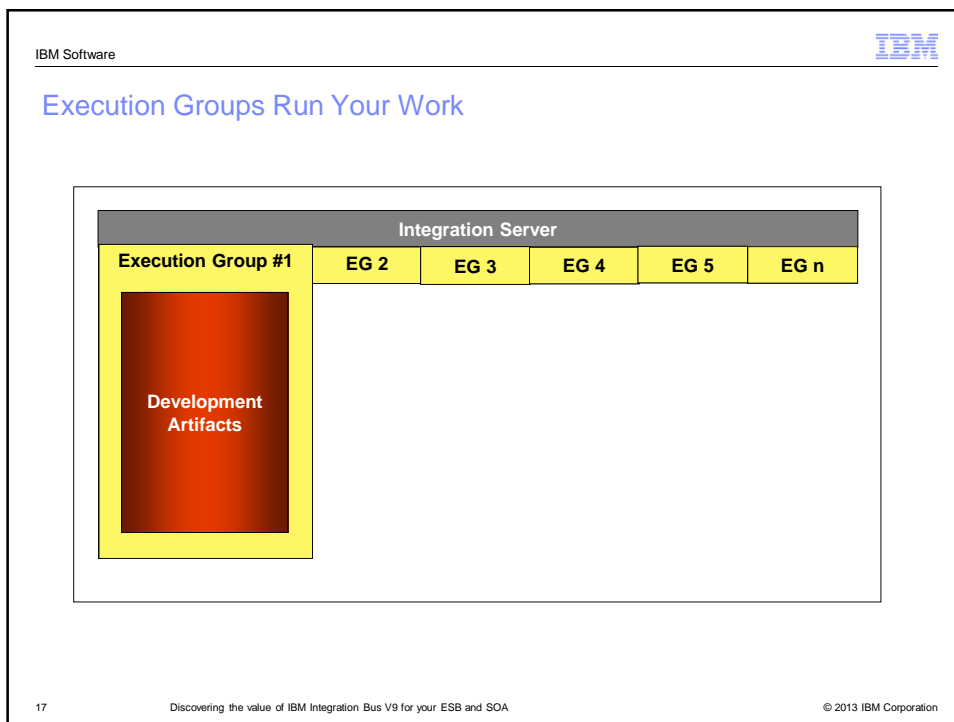 IBM Software
IBM
Execution Groups Run Your Work
Integration Server
Execution Group #1
EG 2
EG 3
EG 4
EG 5
EG n
Development
Artifacts
17
Discovering the value of IBM Integration Bus V9 for your ESB and SOA
© 2013 IBM Corporation